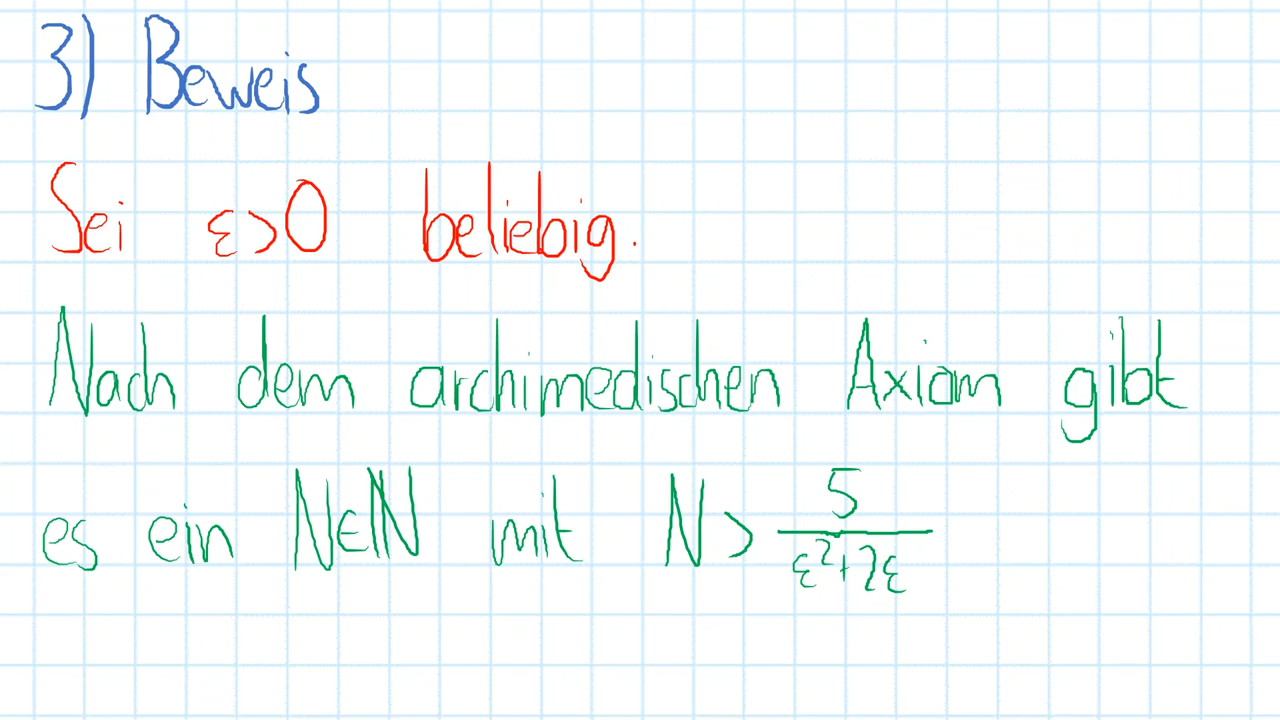 3) Beweis
Sei ε>0 beliebig.
Nach dem archimedischen Axiom gibt
es ein N∈ℕ mit N > 5/(ε²+2ε)